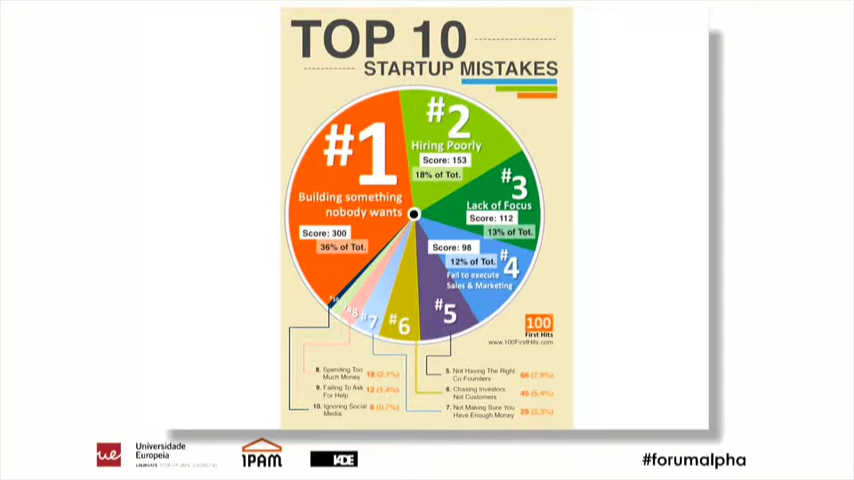 TOP 10
STARTUP MISTAKES
#1
Building something
nobody wants
Score: 300
36% of Tot.
#2
Hiring Poorly
Score: 153
18% of Tot.
#3
Lack of Focus
Score: 112
13% of Tot.
Score: 98
12% of Tot.
#4
Fail to execute
Sales & Marketing
#5
#6
#7
#8
100
First Hits
www.100FirstHits.com
8. Spending Too
Much Money 18 (2,1%)
9. Failing To Ask
For Help 12 (1,4%)
10. Ignoring Social
Media 6 (0,7%)
5. Not Having The Right
Co-Founders 66 (7,9%)
6. Chasing Investors,
Not Customers 45 (5,4%)
7. Not Making Sure You
Have Enough Money 28 (3,3%)
ue
Universidade
Europeia
IPAM
IADE
#forumalpha